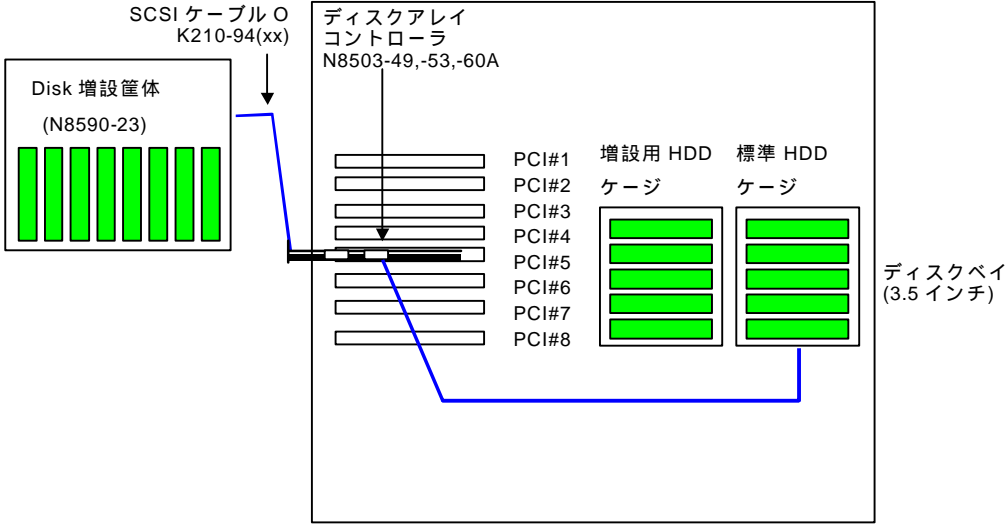 SCSI ケーブル O
K210-94(xx)
ディスクアレイ
コントローラ
N8503-49,-53,-60A
Disk 増設筐体
(N8590-23)
PCI#1
PCI#2
PCI#3
PCI#4
PCI#5
PCI#6
PCI#7
PCI#8
増設用 HDD
ケージ
標準 HDD
ケージ
ディスクベイ
(3.5 インチ)